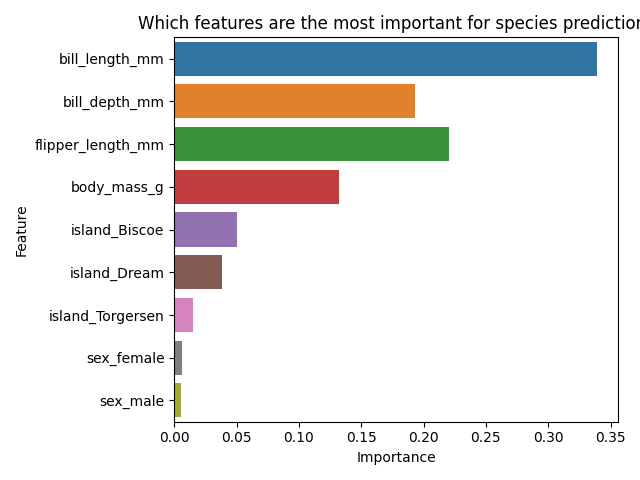 Which features are the most important for species prediction
bill_length_mm
bill_depth_mm
flipper_length_mm
body_mass_g
island_Biscoe
island_Dream
island_Torgersen
sex_female
sex_male
Feature
0.00 0.05 0.10 0.15 0.20 0.25 0.30 0.35
Importance